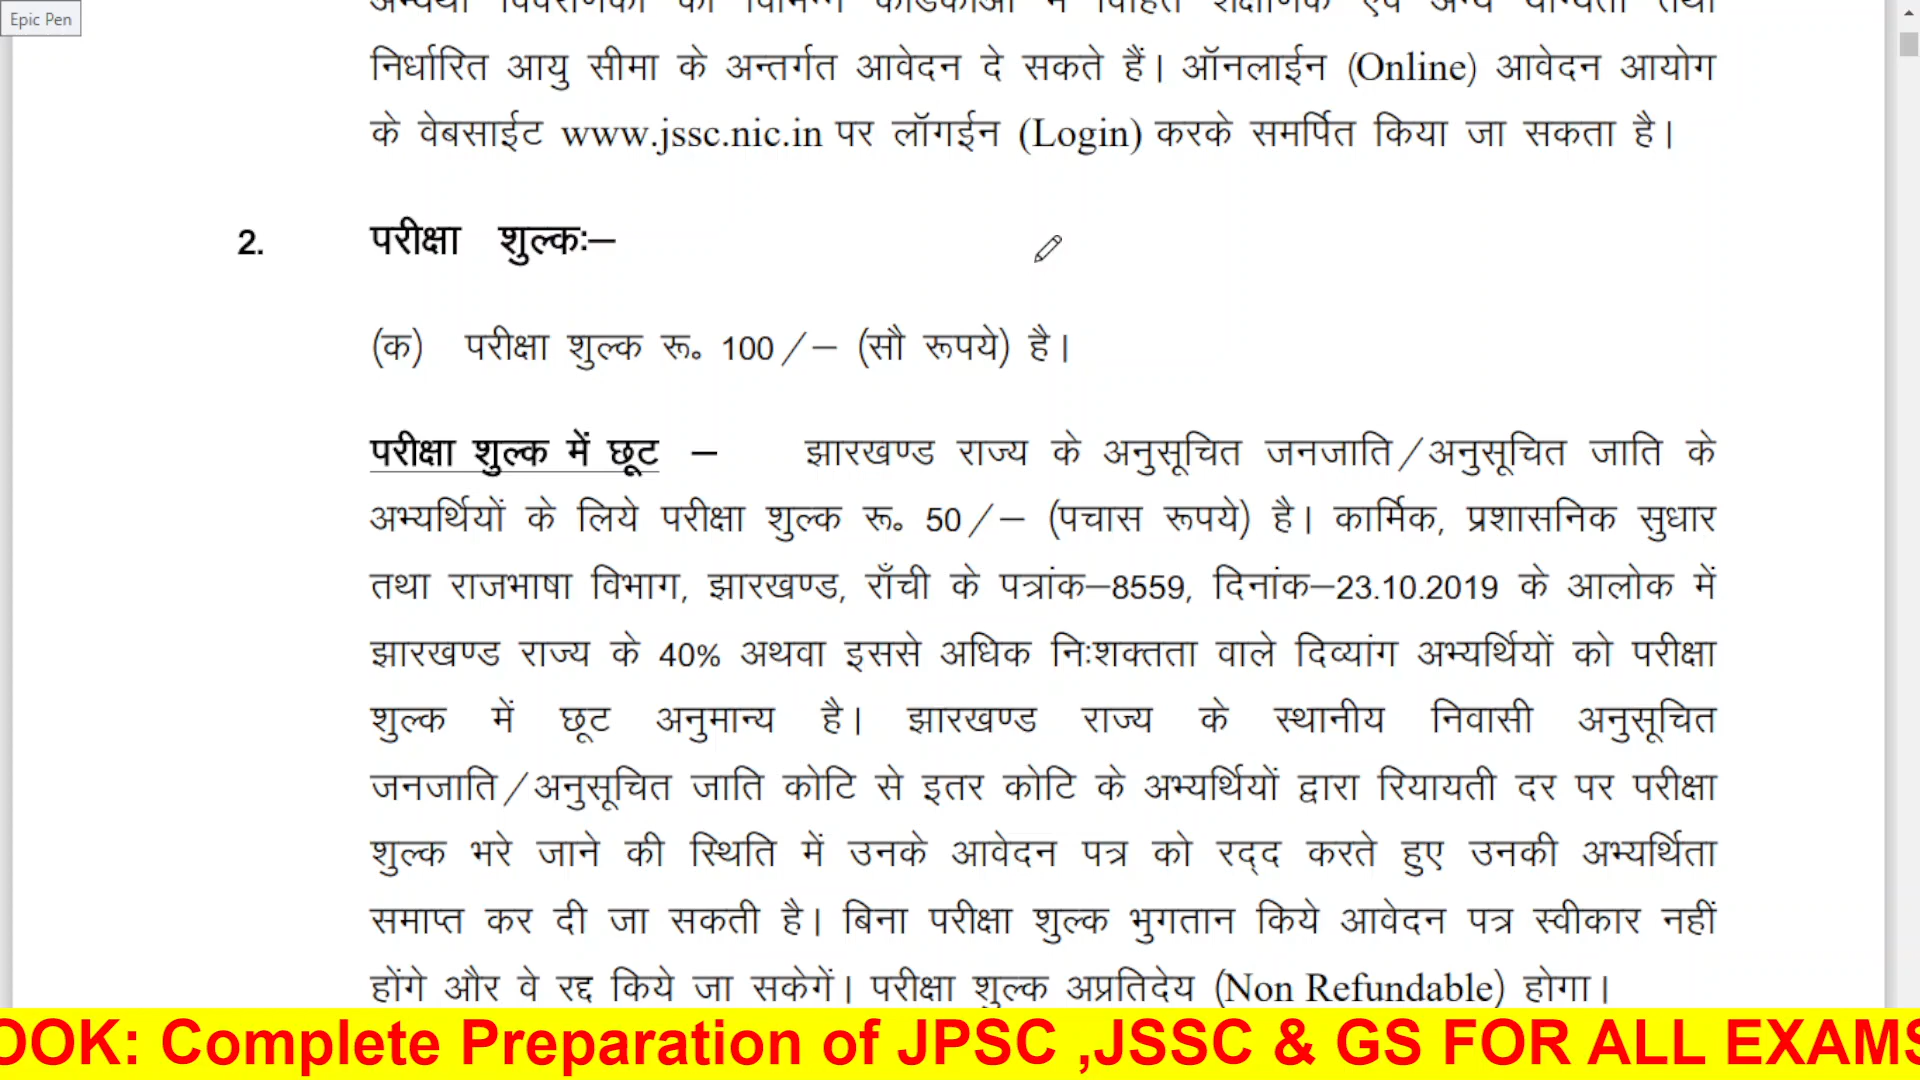 Epic Pen
निर्धारित आयु सीमा के अन्तर्गत आवेदन दे सकते हैं। ऑनलाईन (Online) आवेदन आयोग
के वेबसाईट www.jssc.nic.in पर लॉगईन (Login) करके समर्पित किया जा सकता है।
2. परीक्षा शुल्कः–
(क) परीक्षा शुल्क रू॰ 100/– (सौ रूपये) है।
परीक्षा शुल्क में छूट – झारखण्ड राज्य के अनुसूचित जनजाति/अनुसूचित जाति के
अभ्यर्थियों के लिये परीक्षा शुल्क रू॰ 50/– (पचास रूपये) है। कार्मिक, प्रशासनिक सुधार
तथा राजभाषा विभाग, झारखण्ड, राँची के पत्रांक–8559, दिनांक–23.10.2019 के आलोक में
झारखण्ड राज्य के 40% अथवा इससे अधिक निःशक्तता वाले दिव्यांग अभ्यर्थियों को परीक्षा
शुल्क में छूट अनुमान्य है। झारखण्ड राज्य के स्थानीय निवासी अनुसूचित
जनजाति/अनुसूचित जाति कोटि से इतर कोटि के अभ्यर्थियों द्वारा रियायती दर पर परीक्षा
शुल्क भरे जाने की स्थिति में उनके आवेदन पत्र को रद्द करते हुए उनकी अभ्यर्थिता
समाप्त कर दी जा सकती है। बिना परीक्षा शुल्क भुगतान किये आवेदन पत्र स्वीकार नहीं
होंगे और वे रद्द किये जा सकेगें। परीक्षा शुल्क अप्रतिदेय (Non Refundable) होगा।
OOK: Complete Preparation of JPSC ,JSSC & GS FOR ALL EXAMS